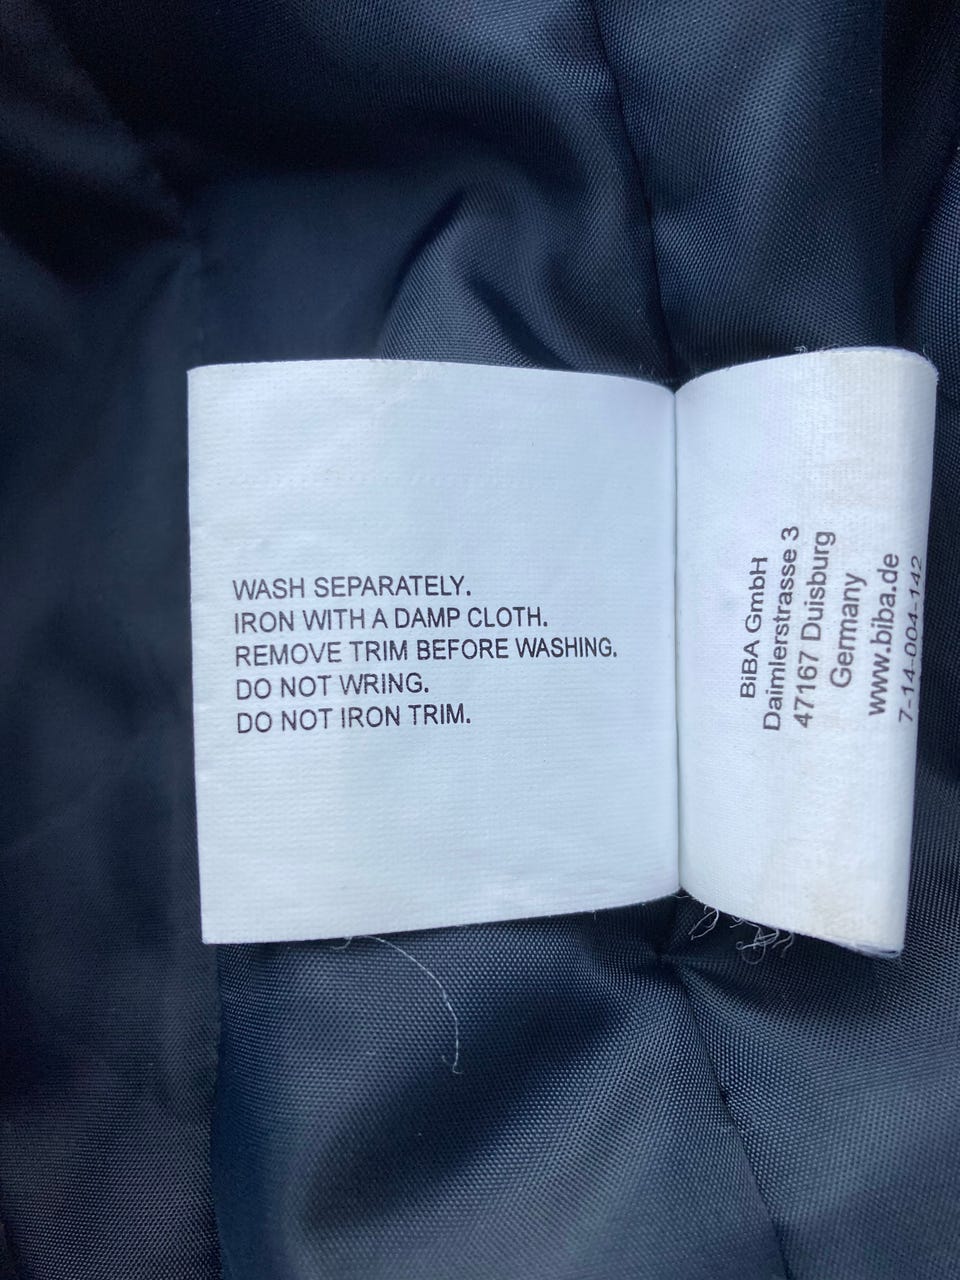 WASH SEPARATELY.
IRON WITH A DAMP CLOTH.
REMOVE TRIM BEFORE WASHING.
DO NOT WRING.
DO NOT IRON TRIM.
BiBA GmbH
Daimlerstrasse 3
47167 Duisburg
Germany
www.biba.de
7-14-004-142